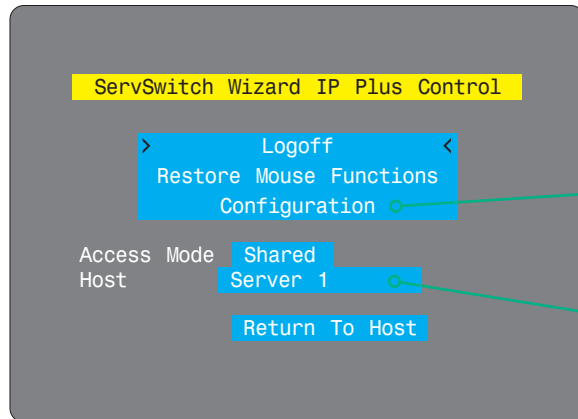 ServSwitch Wizard IP Plus Control
> Logoff <
Restore Mouse Functions
Configuration
Access Mode Shared
Host Server 1
Return To Host